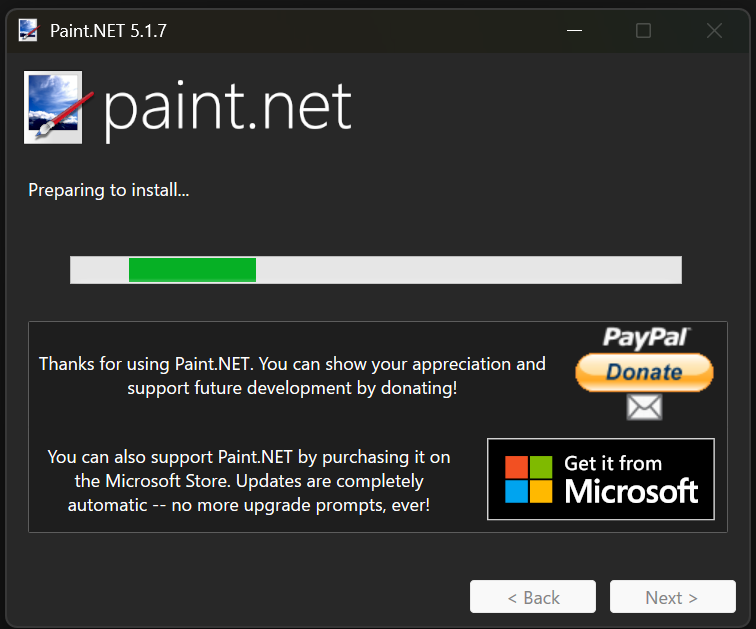 Paint.NET 5.1.7
paint.net
Preparing to install...
PayPal
Donate
Thanks for using Paint.NET. You can show your appreciation and
support future development by donating!
You can also support Paint.NET by purchasing it on
the Microsoft Store. Updates are completely
automatic -- no more upgrade prompts, ever!
Get it from
Microsoft
< Back
Next >